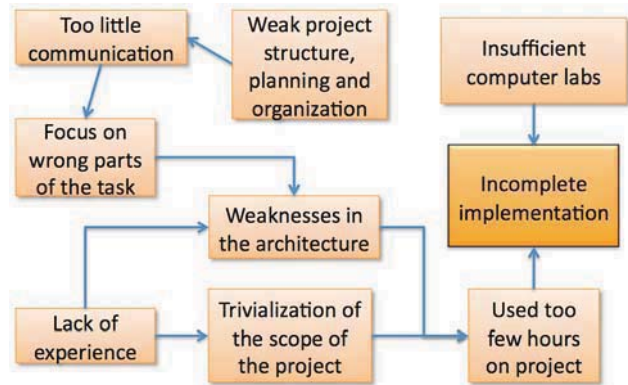 Too little
communication
Weak project
structure,
planning and
organization
Insufficient
computer labs
Focus on
wrong parts
of the task
Incomplete
implementation
Weaknesses in
the architecture
Lack of
experience
Trivialization of
the scope of
the project
Used too
few hours
on project